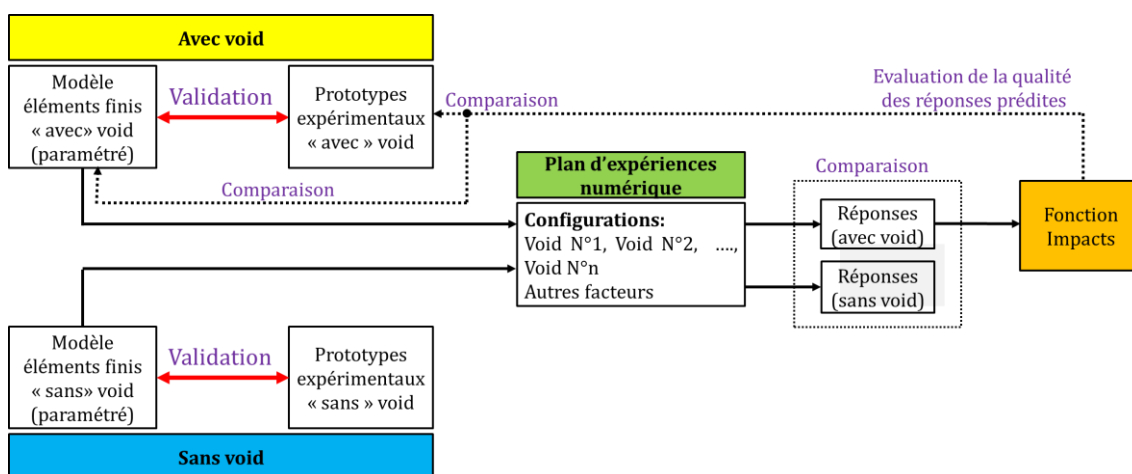 Avec void
Modèle
éléments finis
« avec» void
(paramétré)
Validation
Prototypes
expérimentaux
« avec » void
Comparaison
Comparaison
Evaluation de la qualité
des réponses prédites
Plan d’expériences
numérique
Configurations:
Void N°1, Void N°2, ....,
Void N°n
Autres facteurs
Comparaison
Réponses
(avec void)
Réponses
(sans void)
Fonction
Impacts
Modèle
éléments finis
« sans» void
(paramétré)
Validation
Prototypes
expérimentaux
« sans » void
Sans void